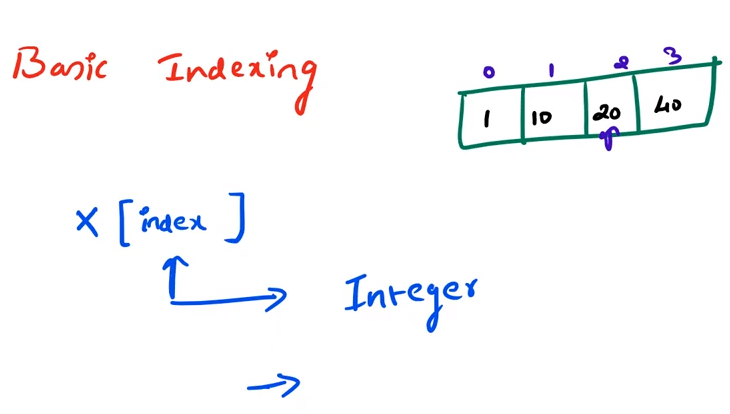 Basic Indexing
0 1 2 3
1 10 20 40
X [index]
Integer